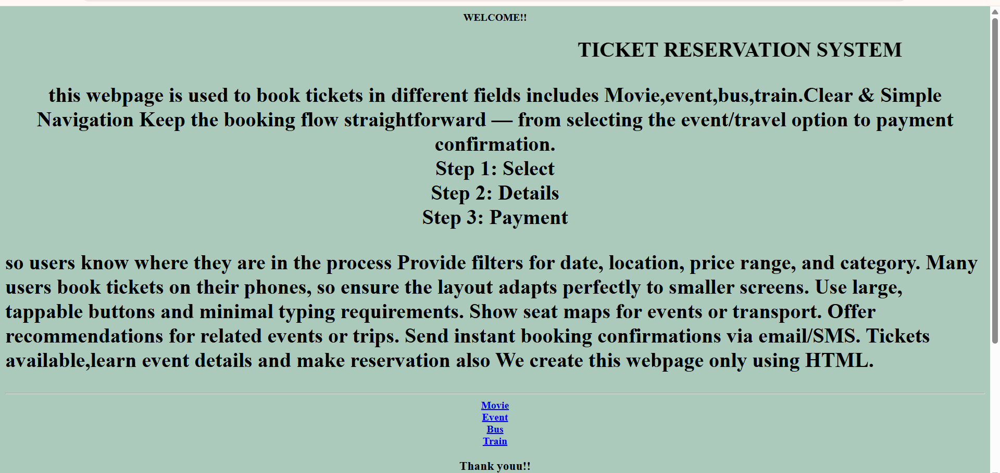 WELCOME!!
TICKET RESERVATION SYSTEM
this webpage is used to book tickets in different fields includes Movie,event,bus,train.Clear & Simple
Navigation Keep the booking flow straightforward — from selecting the event/travel option to payment
confirmation.
Step 1: Select
Step 2: Details
Step 3: Payment
so users know where they are in the process Provide filters for date, location, price range, and category. Many
users book tickets on their phones, so ensure the layout adapts perfectly to smaller screens. Use large,
tappable buttons and minimal typing requirements. Show seat maps for events or transport. Offer
recommendations for related events or trips. Send instant booking confirmations via email/SMS. Tickets
available,learn event details and make reservation also We create this webpage only using HTML.
Movie
Event
Bus
Train
Thank youu!!